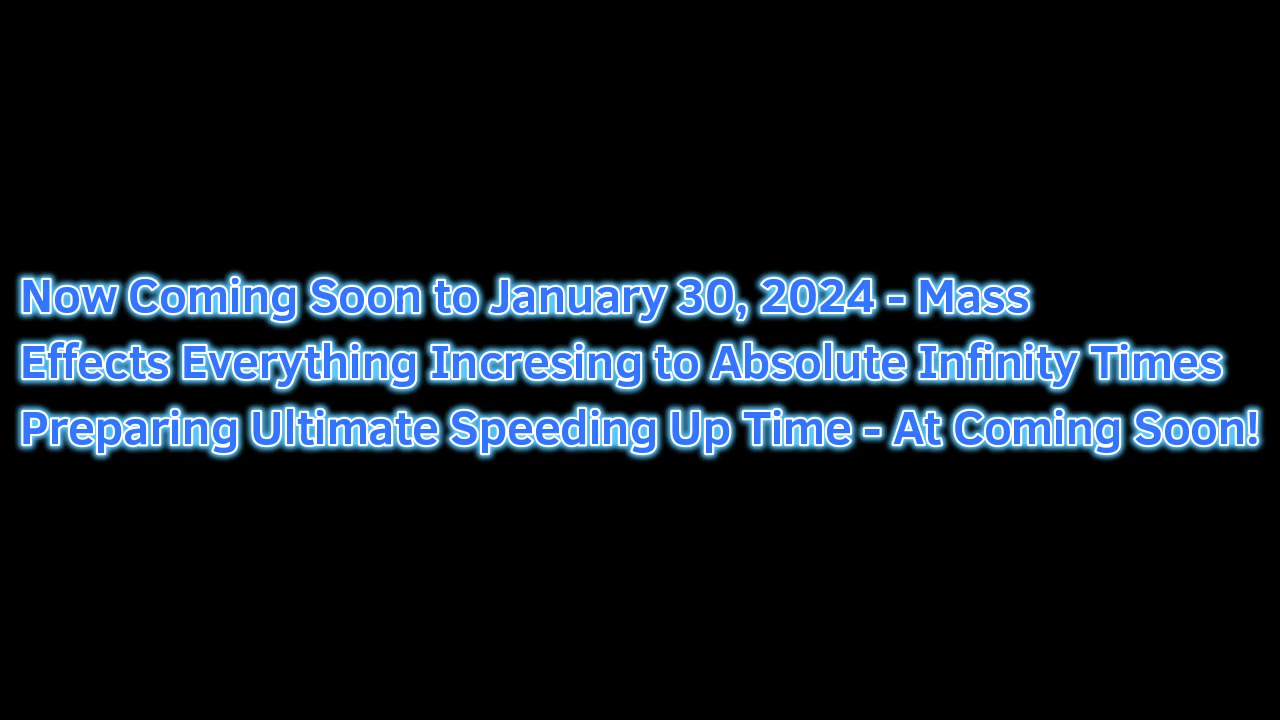 Now Coming Soon to January 30, 2024 - Mass
Effects Everything Incresing to Absolute Infinity Times
Preparing Ultimate Speeding Up Time - At Coming Soon!